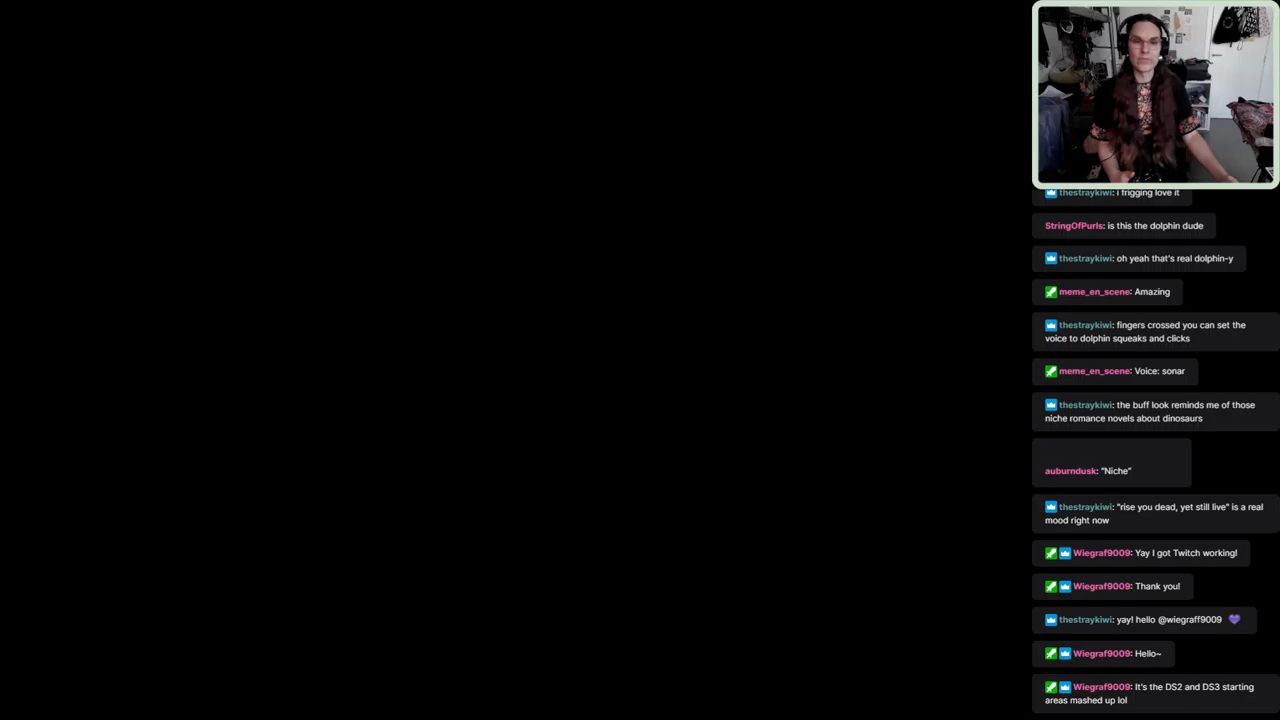 thestraykiwi: i frigging love it
StringOfPurls: is this the dolphin dude
thestraykiwi: oh yeah that's real dolphin-y
meme_en_scene: Amazing
thestraykiwi: fingers crossed you can set the
voice to dolphin squeaks and clicks
meme_en_scene: Voice: sonar
thestraykiwi: the buff look reminds me of those
niche romance novels about dinosaurs
auburndusk: “Niche”
thestraykiwi: "rise you dead, yet still live" is a real
mood right now
Wiegraf9009: Yay I got Twitch working!
Wiegraf9009: Thank you!
thestraykiwi: yay! hello @wiegraff9009
Wiegraf9009: Hello~
Wiegraf9009: It's the DS2 and DS3 starting
areas mashed up lol